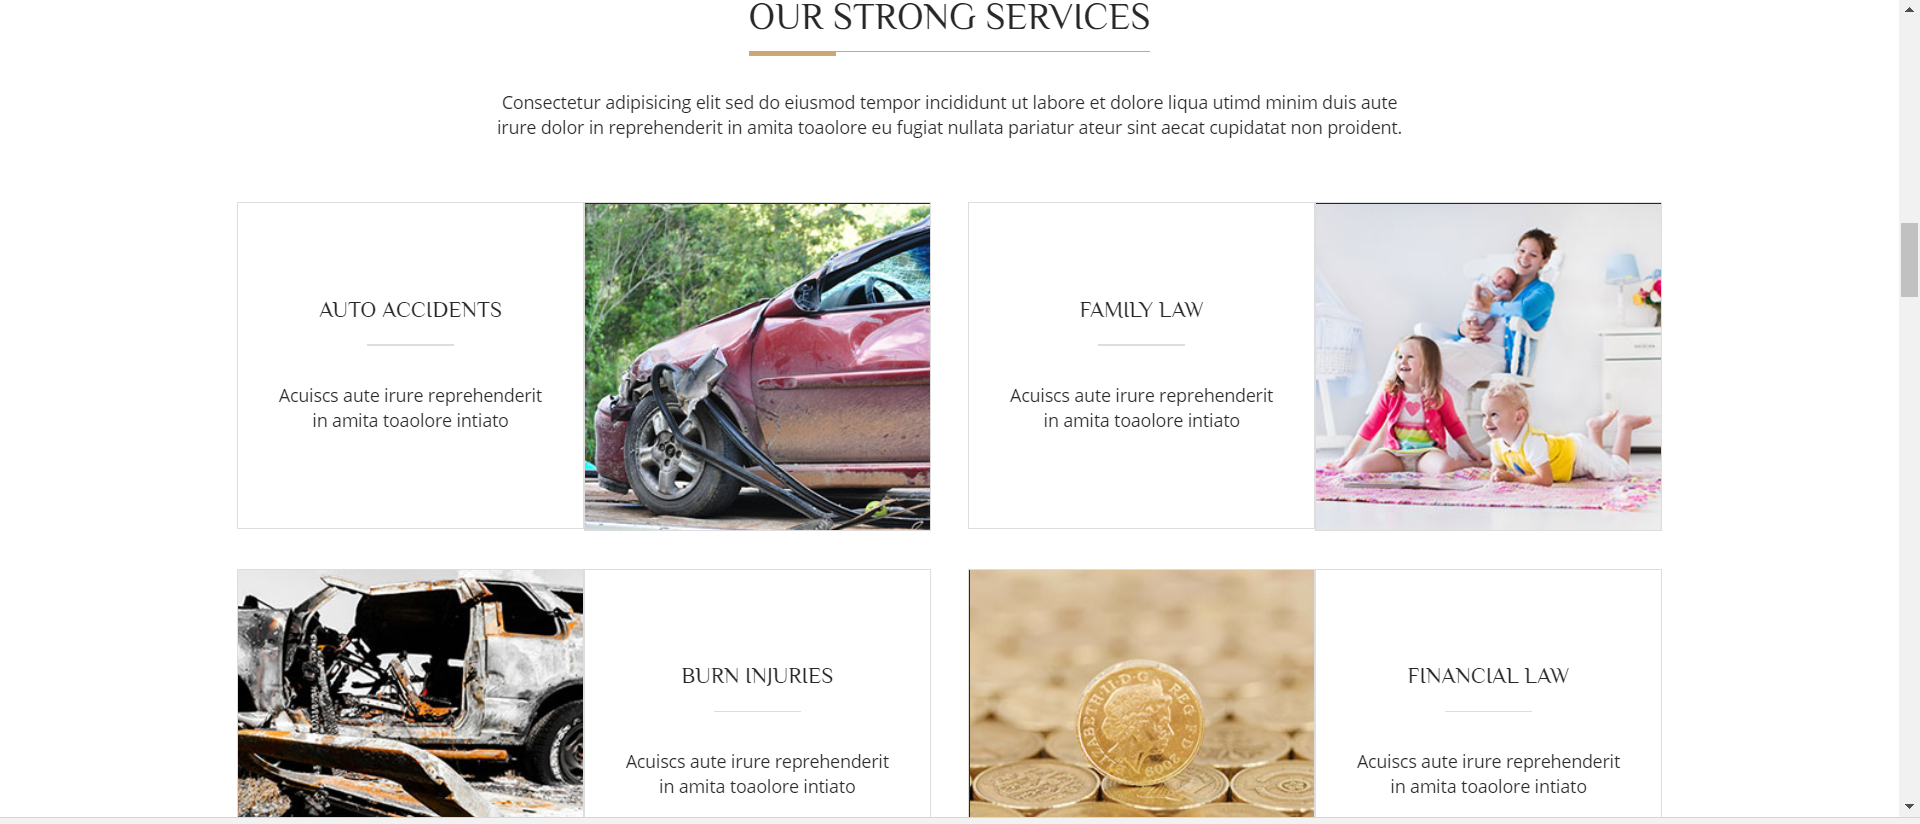 OUR STRONG SERVICES
Consectetur adipisicing elit sed do eiusmod tempor incididunt ut labore et dolore liqua utimd minim duis aute
irure dolor in reprehenderit in amita toaolore eu fugiat nullata pariatur ateur sint aecat cupidatat non proident.
AUTO ACCIDENTS
Acuiscs aute irure reprehenderit
in amita toaolore intiato
FAMILY LAW
Acuiscs aute irure reprehenderit
in amita toaolore intiato
BURN INJURIES
Acuiscs aute irure reprehenderit
in amita toaolore intiato
ELIZABETH·II·D·G REG F D 2009
FINANCIAL LAW
Acuiscs aute irure reprehenderit
in amita toaolore intiato